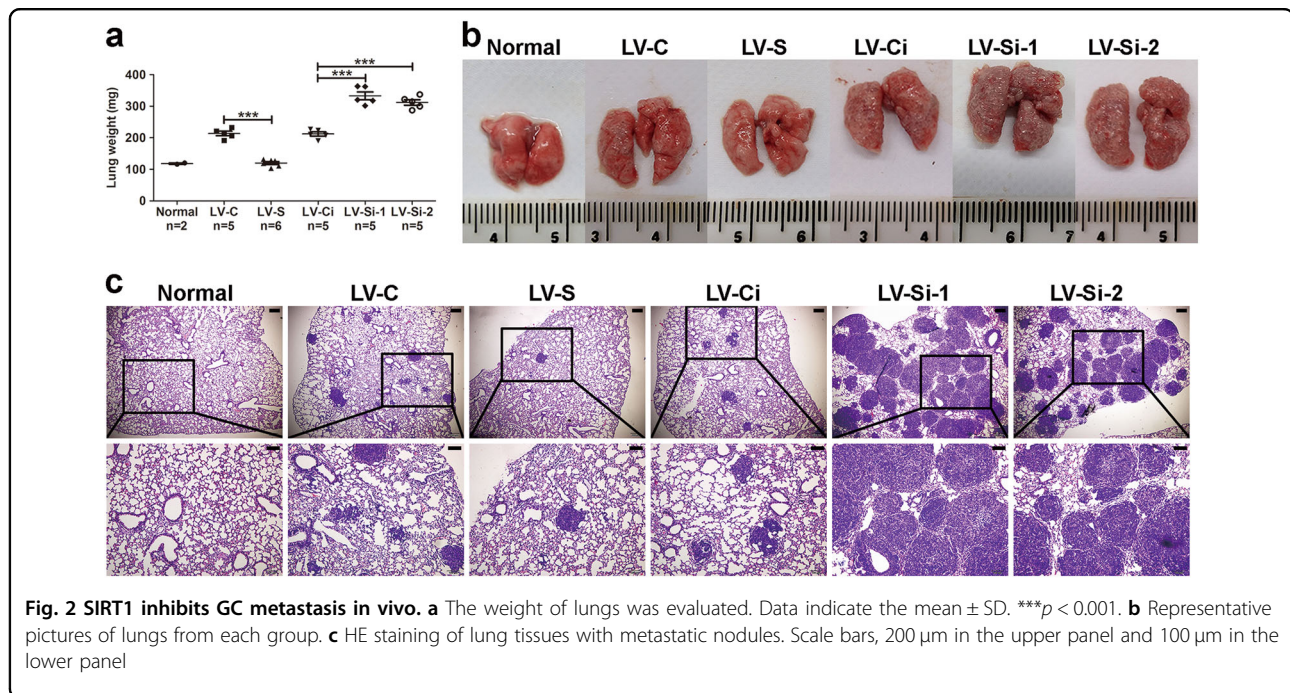 a
Lung weight (mg)
400
300
200
100
0
***
***
***
Normal LV-C LV-S LV-Ci LV-Si-1 LV-Si-2
n=2 n=5 n=6 n=5 n=5 n=5
b
Normal LV-C LV-S LV-Ci LV-Si-1 LV-Si-2
4 5 3 4 5 6 3 4 6 7 4 5
c
Normal LV-C LV-S LV-Ci LV-Si-1 LV-Si-2
Fig. 2 SIRT1 inhibits GC metastasis in vivo. a The weight of lungs was evaluated. Data indicate the mean ± SD. ***p < 0.001. b Representative
pictures of lungs from each group. c HE staining of lung tissues with metastatic nodules. Scale bars, 200 μm in the upper panel and 100 μm in the
lower panel